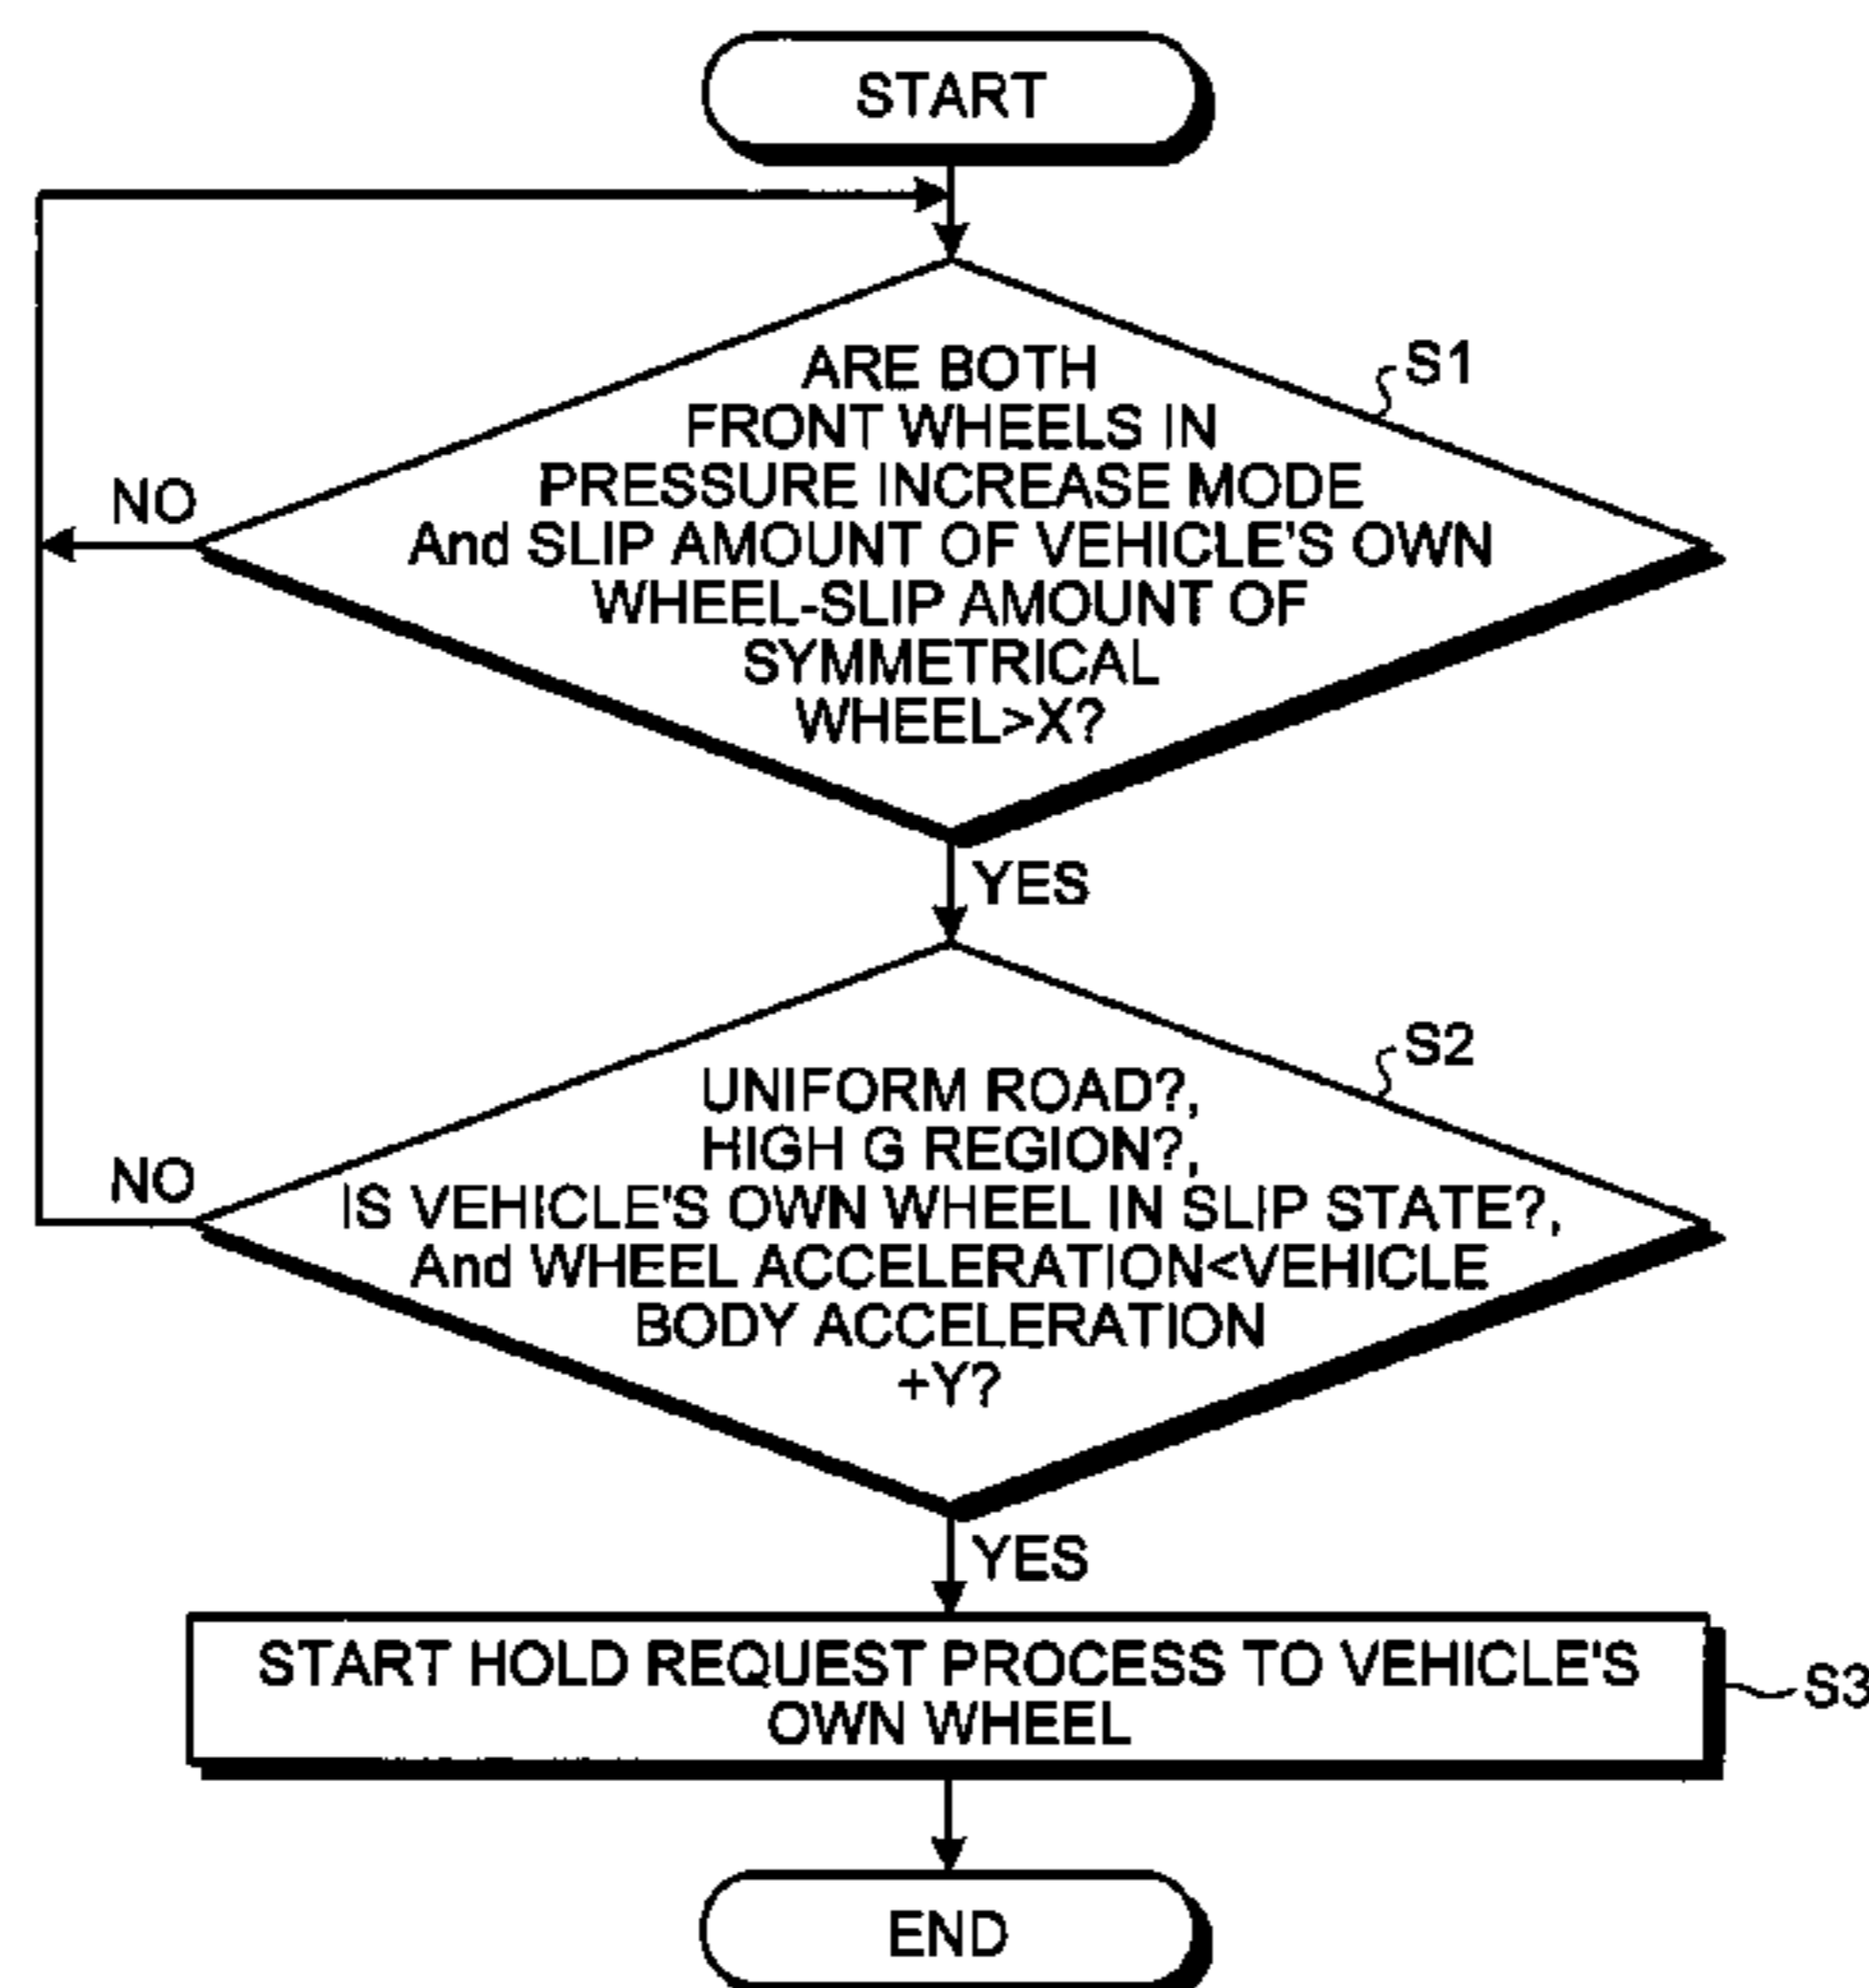 START
ARE BOTH
FRONT WHEELS IN
PRESSURE INCREASE MODE
And SLIP AMOUNT OF VEHICLE'S OWN
WHEEL-SLIP AMOUNT OF
SYMMETRICAL
WHEEL>X?
S1
NO
YES
UNIFORM ROAD?,
HIGH G REGION?,
IS VEHICLE'S OWN WHEEL IN SLIP STATE?,
And WHEEL ACCELERATION<VEHICLE
BODY ACCELERATION
+Y?
S2
NO
YES
START HOLD REQUEST PROCESS TO VEHICLE'S
OWN WHEEL
S3
END